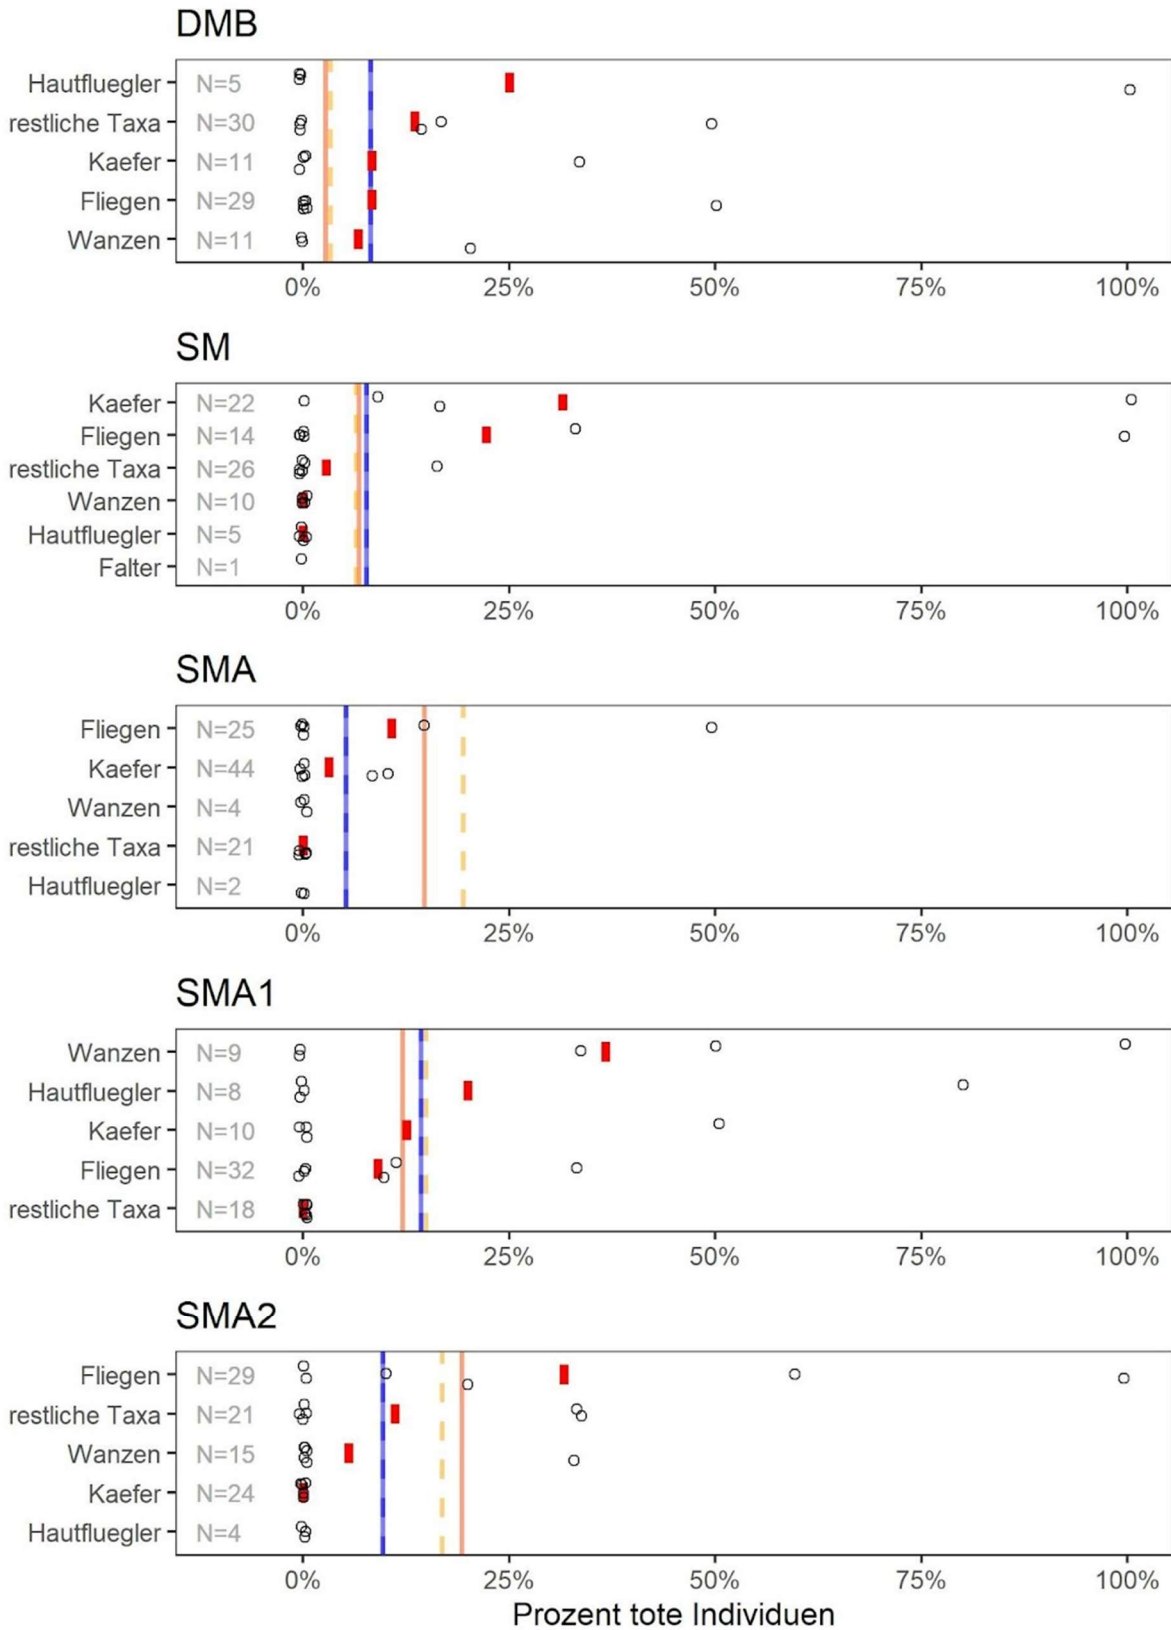 DMB
Hautfluegler N=5
restliche Taxa N=30
Kaefer N=11
Fliegen N=29
Wanzen N=11
0% 25% 50% 75% 100%
SM
Kaefer N=22
Fliegen N=14
restliche Taxa N=26
Wanzen N=10
Hautfluegler N=5
Falter N=1
0% 25% 50% 75% 100%
SMA
Fliegen N=25
Kaefer N=44
Wanzen N=4
restliche Taxa N=21
Hautfluegler N=2
0% 25% 50% 75% 100%
SMA1
Wanzen N=9
Hautfluegler N=8
Kaefer N=10
Fliegen N=32
restliche Taxa N=18
0% 25% 50% 75% 100%
SMA2
Fliegen N=29
restliche Taxa N=21
Wanzen N=15
Kaefer N=24
Hautfluegler N=4
0% 25% 50% 75% 100%
Prozent tote Individuen